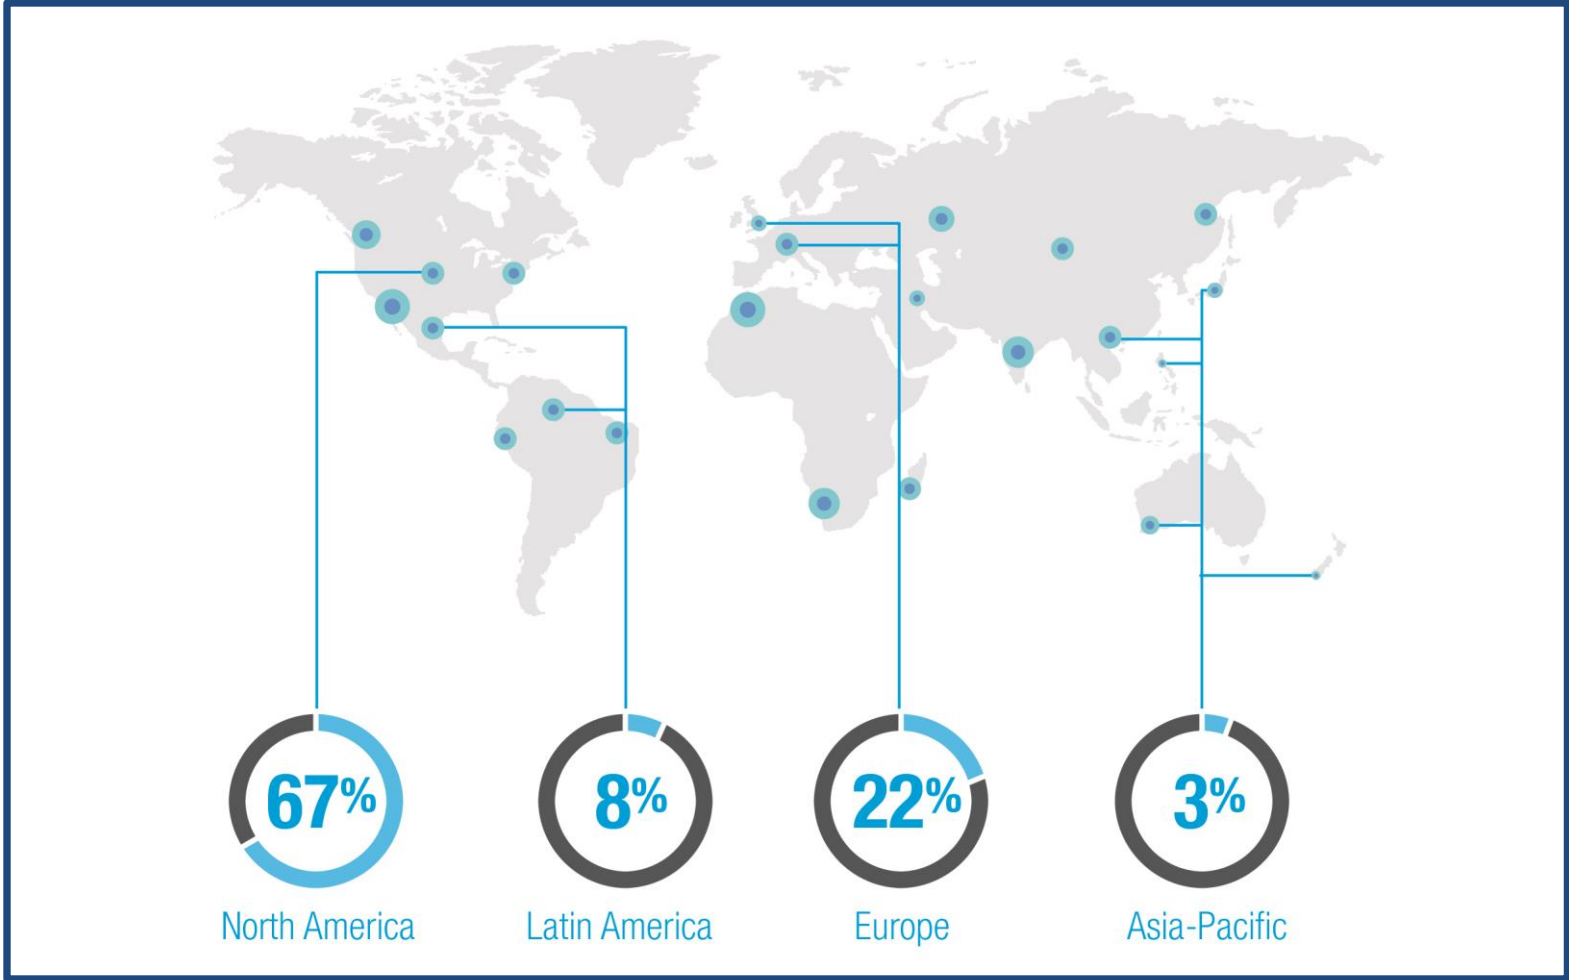 67%
8%
22%
3%
North America
Latin America
Europe
Asia-Pacific